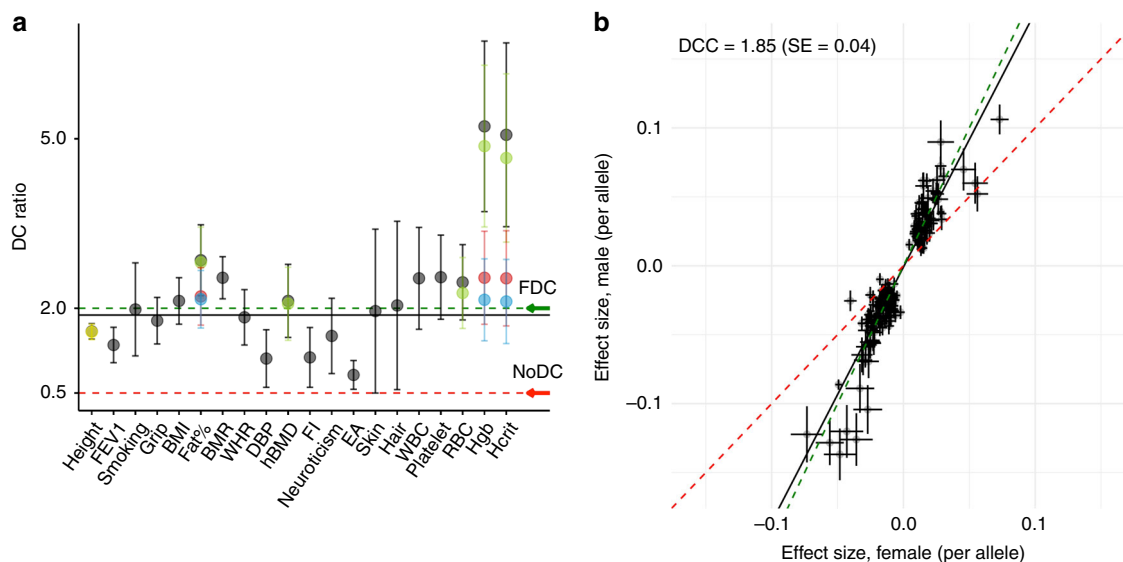 a
DC ratio
5.0
2.0
0.5
FDC
NoDC
Height
FEV1
Smoking
Grip
BMI
Fat%
BMR
WHR
DBP
hBMD
FI
Neuroticism
EA
Skin
Hair
WBC
Platelet
RBC
Hgb
Hcrit
b
DCC = 1.85 (SE = 0.04)
Effect size, male (per allele)
0.1
0.0
−0.1
−0.1
0.0
0.1
Effect size, female (per allele)